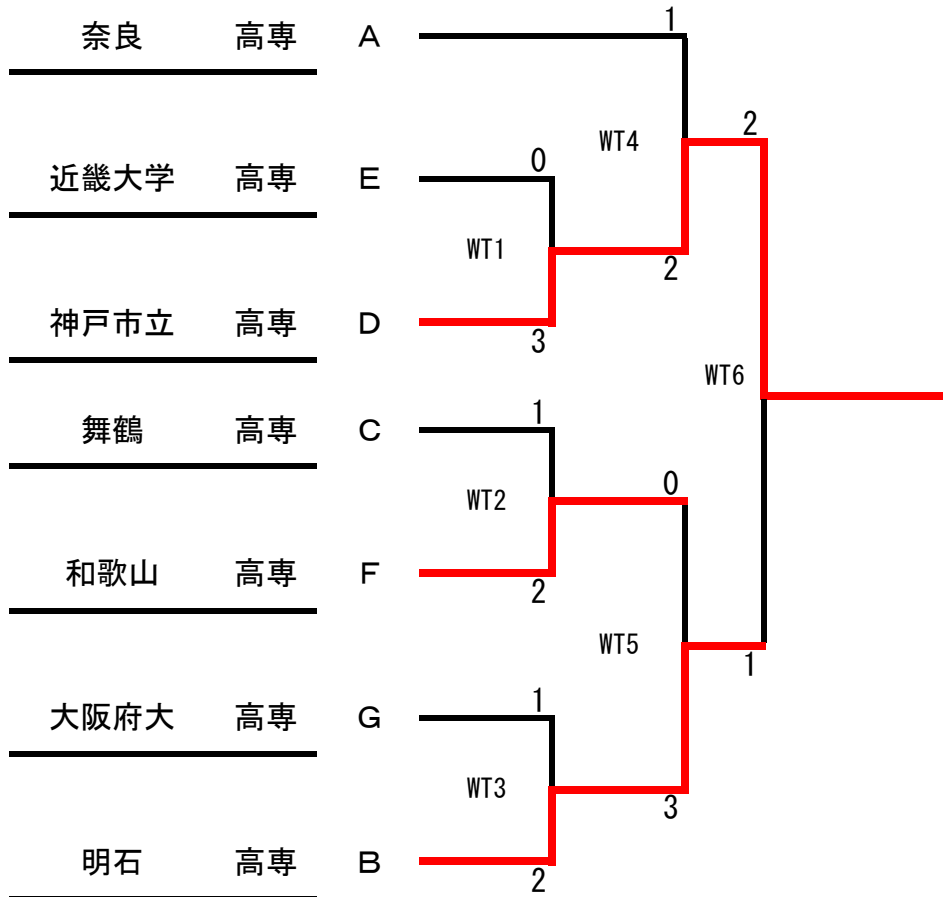 奈良 高専 A
1
WT4
2
0
近畿大学 高専 E
WT1
2
神戸市立 高専 D
3
WT6
舞鶴 高専 C
1
WT2
0
和歌山 高専 F
2
WT5
1
大阪府大 高専 G
1
WT3
3
明石 高専 B
2